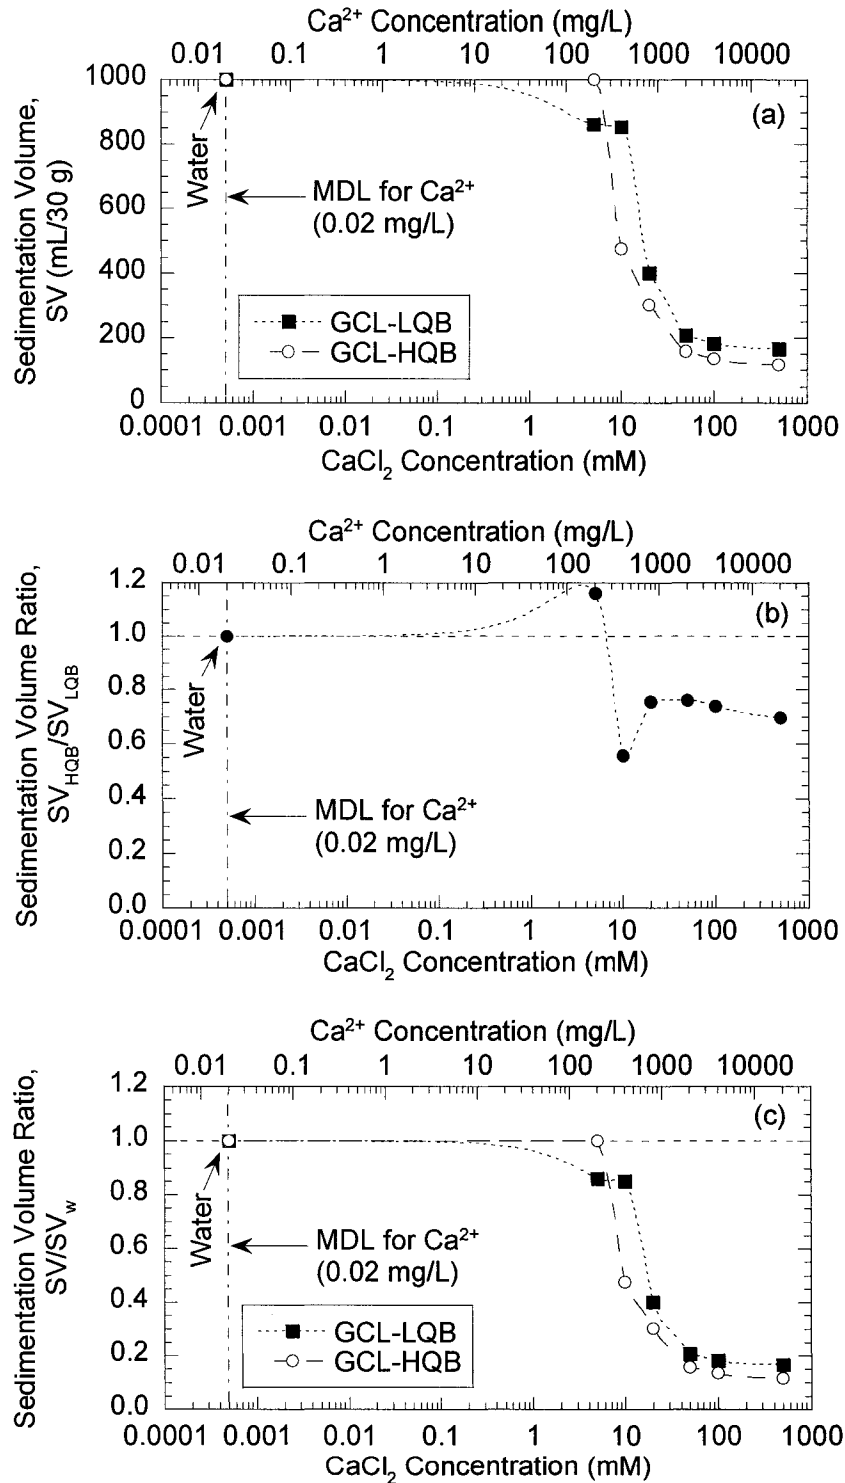 Ca²⁺ Concentration (mg/L)
0.01 0.1 1 10 100 1000 10000
Sedimentation Volume,
SV (mL/30 g)
1000
800
600
400
200
0
(a)
Water
MDL for Ca²⁺
(0.02 mg/L)
GCL-LQB
GCL-HQB
0.0001 0.001 0.01 0.1 1 10 100 1000
CaCl₂ Concentration (mM)
Ca²⁺ Concentration (mg/L)
0.01 0.1 1 10 100 1000 10000
Sedimentation Volume Ratio,
SV_HQB/SV_LQB
1.2
1.0
0.8
0.6
0.4
0.2
0.0
(b)
Water
MDL for Ca²⁺
(0.02 mg/L)
0.0001 0.001 0.01 0.1 1 10 100 1000
CaCl₂ Concentration (mM)
Ca²⁺ Concentration (mg/L)
0.01 0.1 1 10 100 1000 10000
Sedimentation Volume Ratio,
SV/SV_w
1.2
1.0
0.8
0.6
0.4
0.2
0.0
(c)
Water
MDL for Ca²⁺
(0.02 mg/L)
GCL-LQB
GCL-HQB
0.0001 0.001 0.01 0.1 1 10 100 1000
CaCl₂ Concentration (mM)